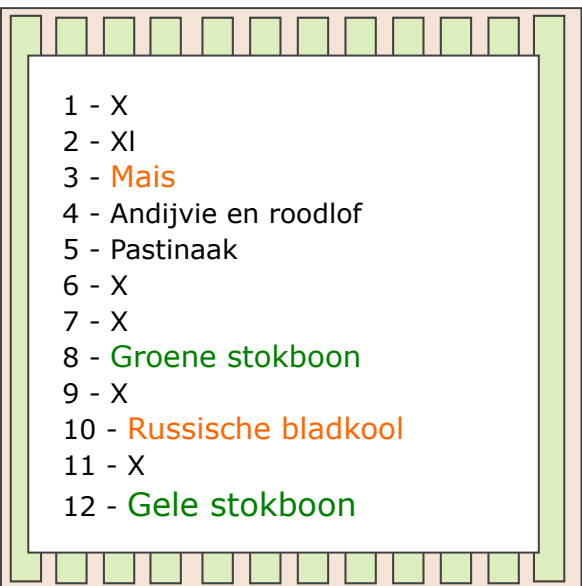 1 - X
2 - Xl
3 - Mais
4 - Andijvie en roodlof
5 - Pastinaak
6 - X
7 - X
8 - Groene stokboon
9 - X
10 - Russische bladkool
11 - X
12 - Gele stokboon